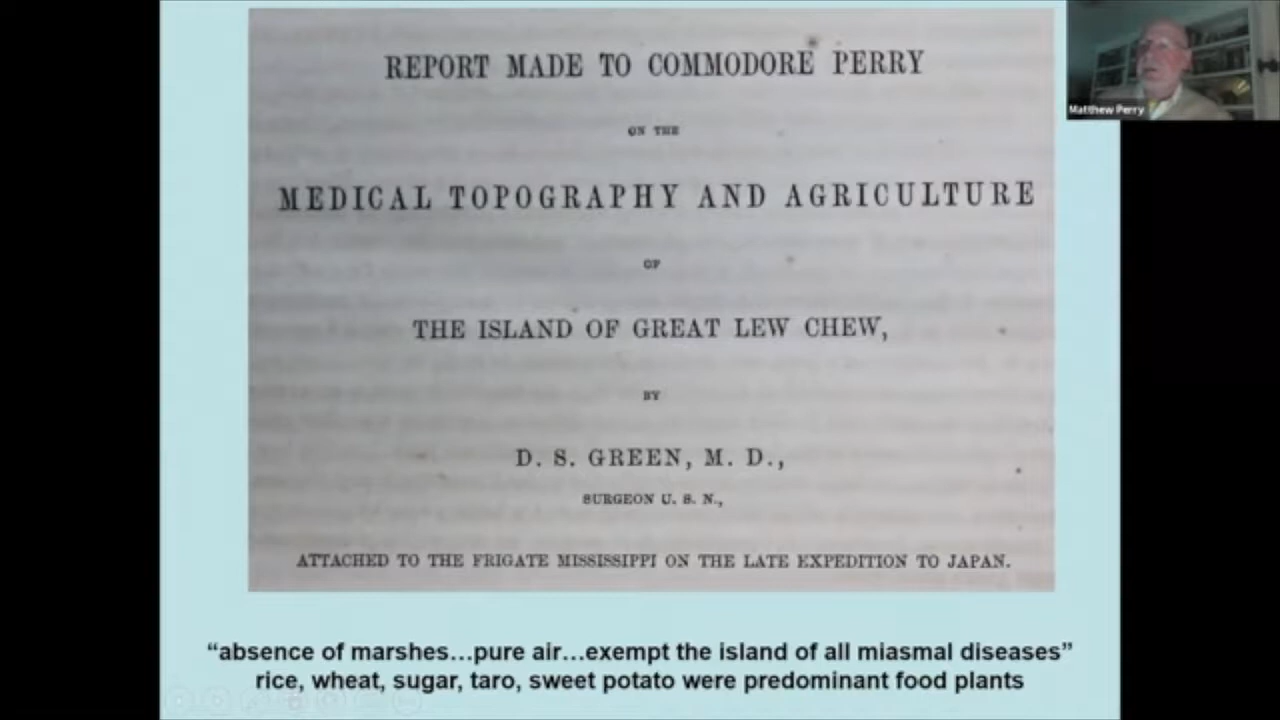 REPORT MADE TO COMMODORE PERRY
ON THE
MEDICAL TOPOGRAPHY AND AGRICULTURE
OF
THE ISLAND OF GREAT LEW CHEW,
BY
D. S. GREEN, M. D.,
SURGEON U. S. N.,
ATTACHED TO THE FRIGATE MISSISSIPPI ON THE LATE EXPEDITION TO JAPAN.
“absence of marshes…pure air…exempt the island of all miasmal diseases”
rice, wheat, sugar, taro, sweet potato were predominant food plants
Matthew Perry